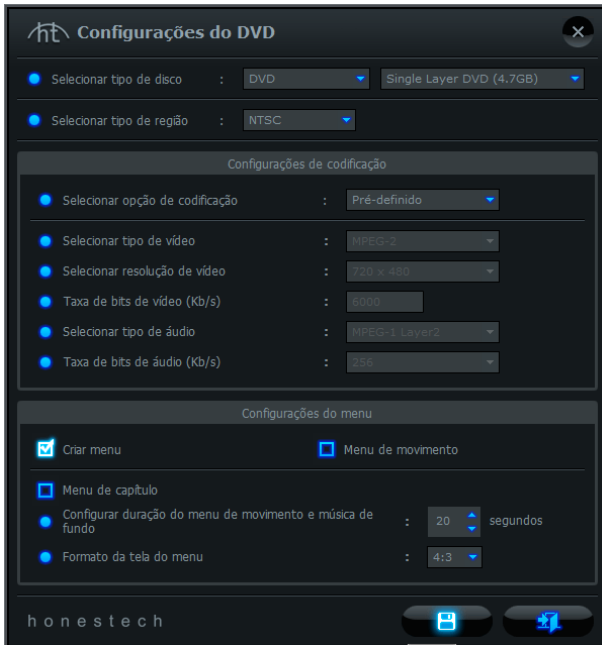 ht Configurações do DVD
Selecionar tipo de disco : DVD Single Layer DVD (4.7GB)
Selecionar tipo de região : NTSC
Configurações de codificação
Selecionar opção de codificação : Pré-definido
Selecionar tipo de vídeo : MPEG-2
Selecionar resolução de vídeo : 720 x 480
Taxa de bits de vídeo (Kb/s) : 6000
Selecionar tipo de áudio : MPEG-1 Layer2
Taxa de bits de áudio (Kb/s) : 256
Configurações do menu
Criar menu Menu de movimento
Menu de capítulo
Configurar duração do menu de movimento e música de
fundo : 20 segundos
Formato da tela do menu : 4:3
honestech